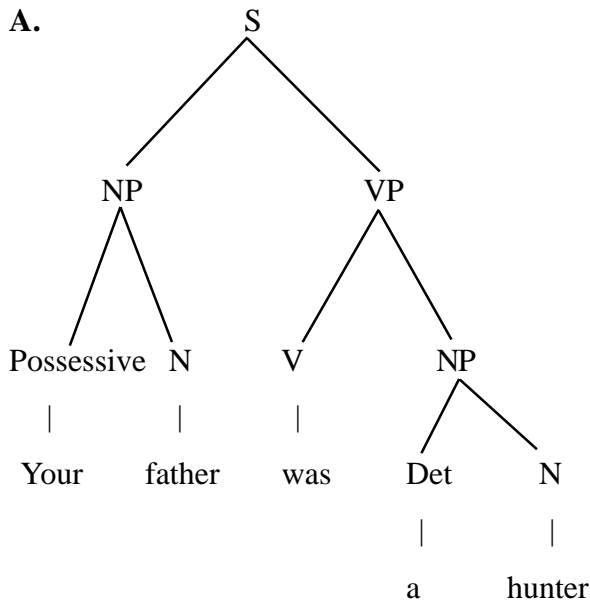 A. S
NP VP
Possessive N V NP
Your father was Det N
a hunter